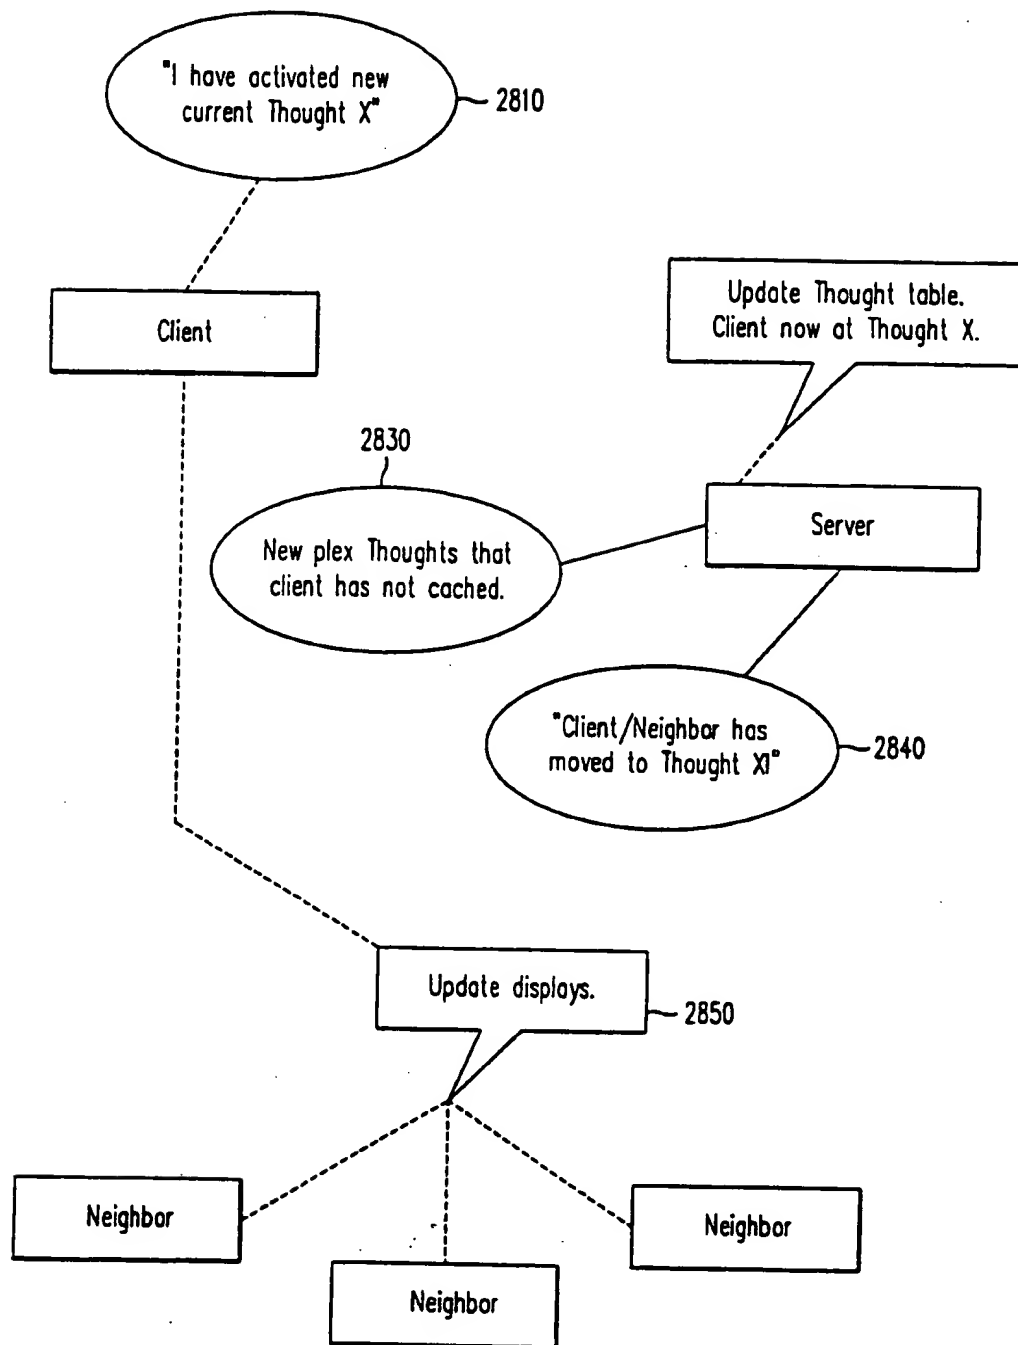 "I have activated new
current Thought X"
2810
Client
Update Thought table.
Client now at Thought X.
2830
Server
New plex Thoughts that
client has not cached.
"Client/Neighbor has
moved to Thought X!"
2840
Update displays.
2850
Neighbor
Neighbor
Neighbor